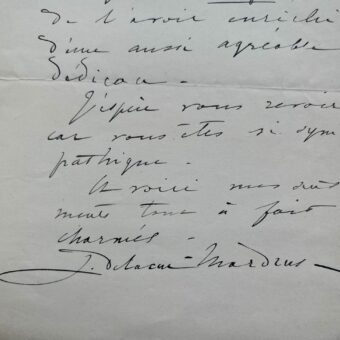 de l'avoir enrichi
d'une aussi agréable
dédicace -
J'espère vous revoir
car vous êtes si sym
pathique -
Et voici mes sent
ments tout à fait
charmés -
J. Delarue-Mardrus -